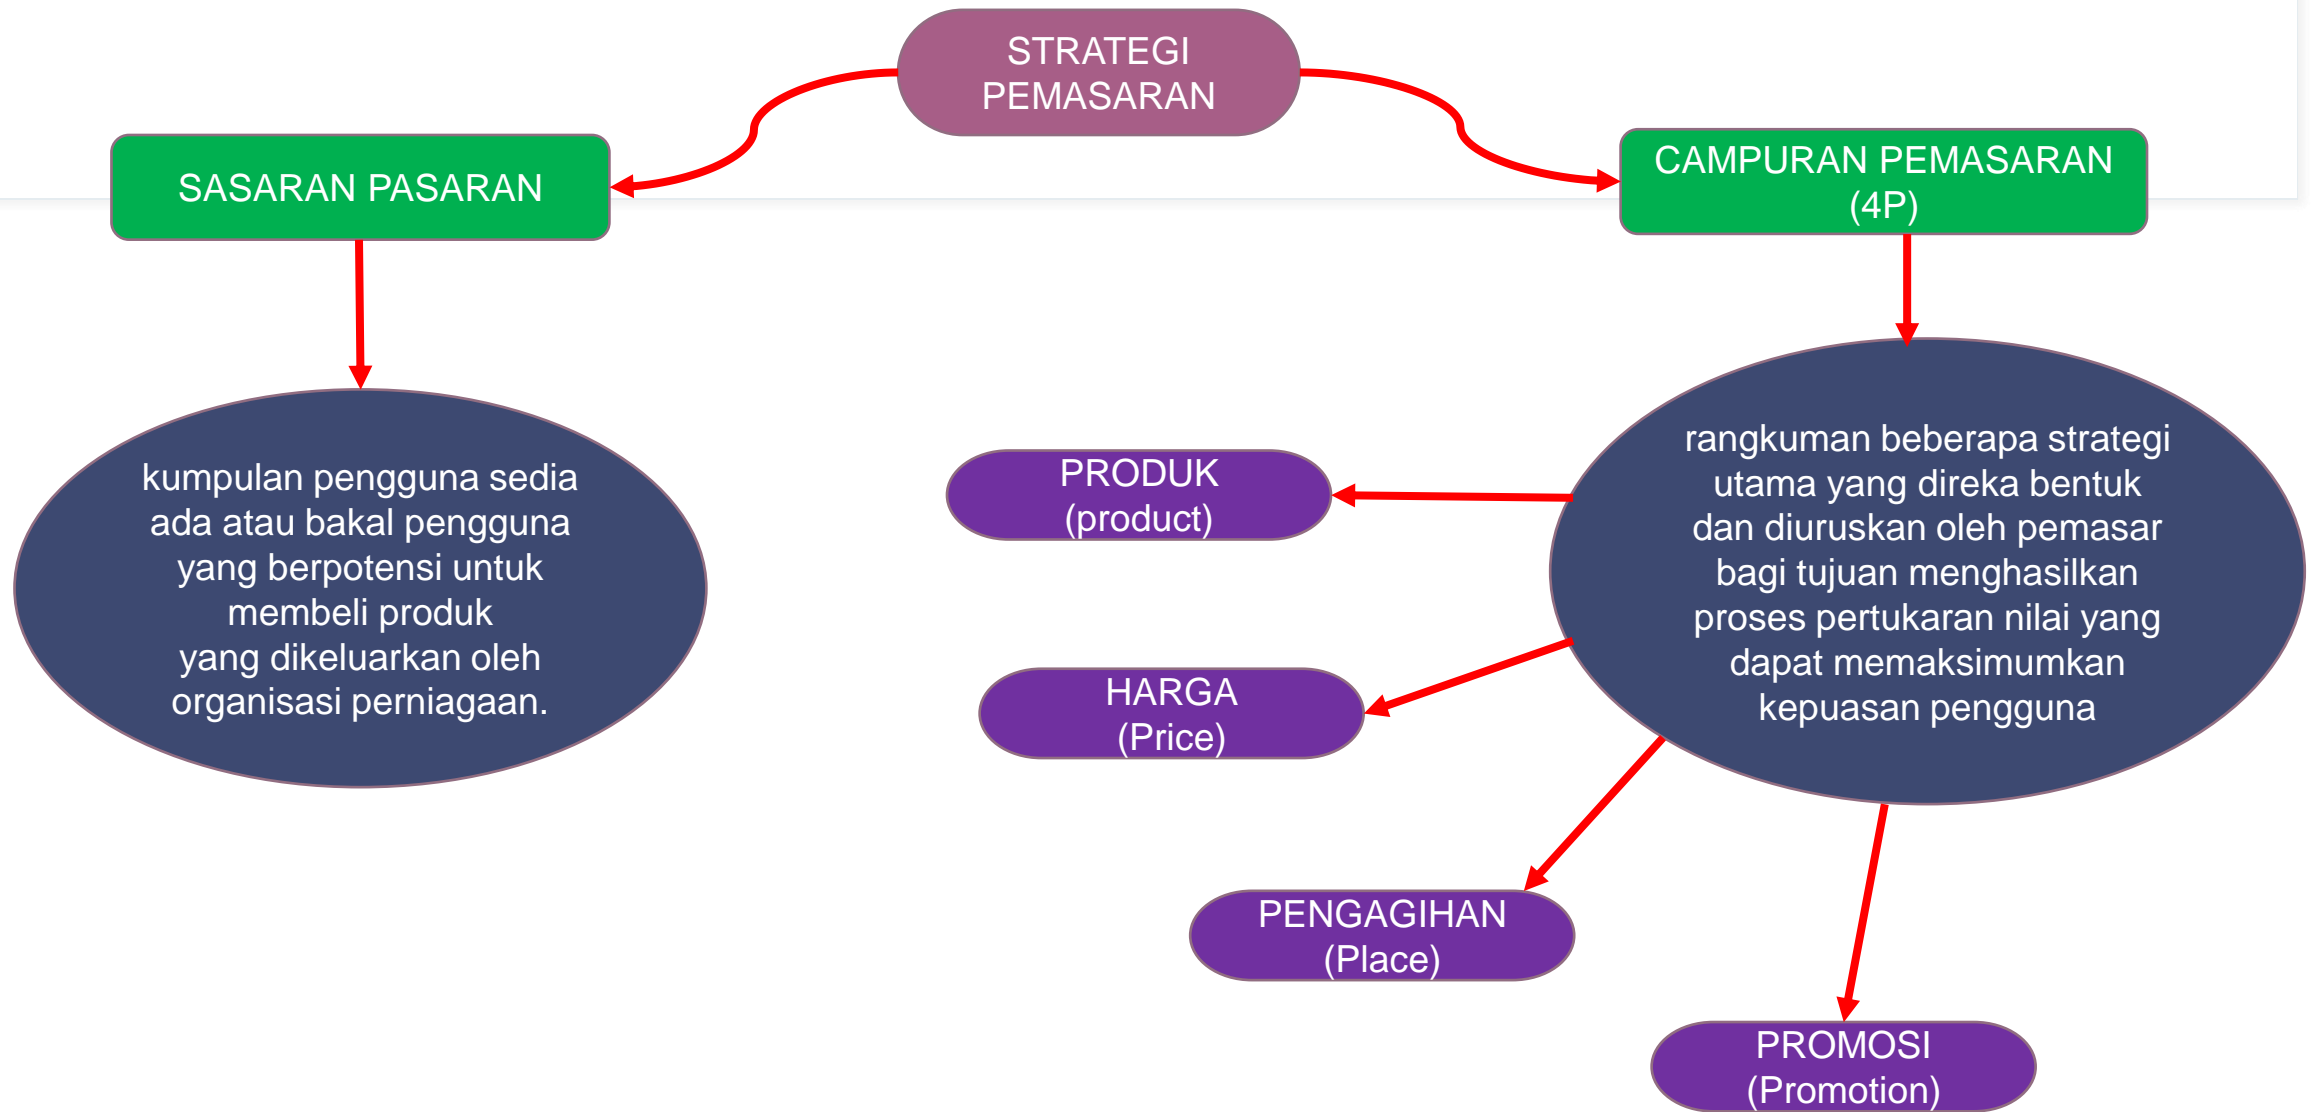 STRATEGI
PEMASARAN
SASARAN PASARAN
CAMPURAN PEMASARAN
(4P)
kumpulan pengguna sedia
ada atau bakal pengguna
yang berpotensi untuk
membeli produk
yang dikeluarkan oleh
organisasi perniagaan.
rangkuman beberapa strategi
utama yang direka bentuk
dan diuruskan oleh pemasar
bagi tujuan menghasilkan
proses pertukaran nilai yang
dapat memaksimumkan
kepuasan pengguna
PRODUK
(product)
HARGA
(Price)
PENGAGIHAN
(Place)
PROMOSI
(Promotion)